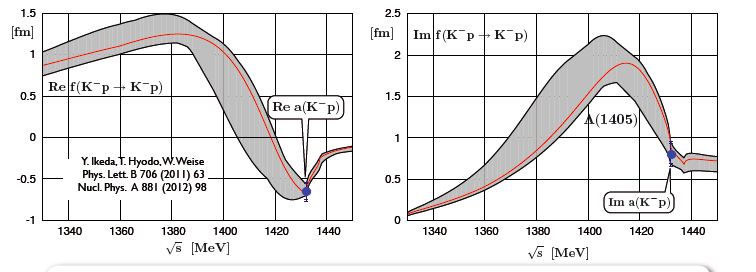 1.5
[fm]
1
0.5
0
-0.5
-1
Re f(K⁻p → K⁻p)
Re a(K⁻p)
Y. Ikeda, T. Hyodo, W. Weise
Phys. Lett. B 706 (2011) 63
Nucl. Phys. A 881 (2012) 98
1340 1360 1380 1400 1420 1440
√s [MeV]
2.5
[fm]
2
1.5
1
0.5
0
Im f(K⁻p → K⁻p)
Λ(1405)
Im a(K⁻p)
1340 1360 1380 1400 1420 1440
√s [MeV]